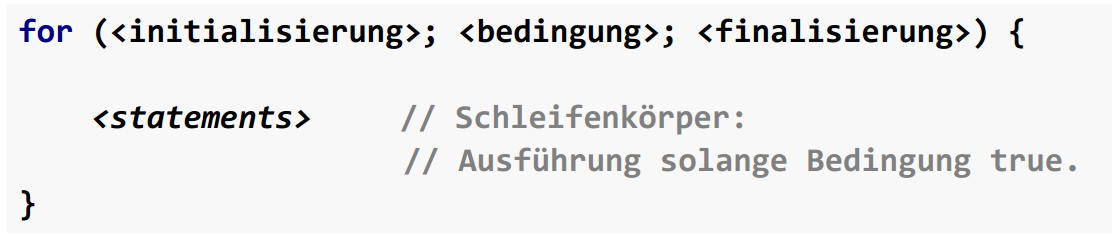 for (<initialisierung>; <bedingung>; <finalisierung>) {
<statements> // Schleifenkörper:
// Ausführung solange Bedingung true.
}